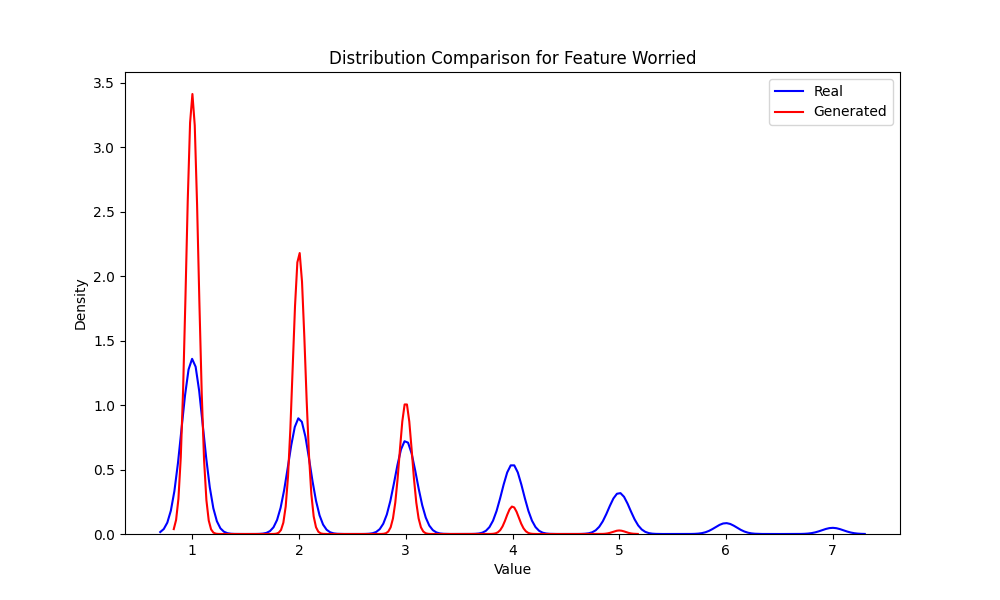 Distribution Comparison for Feature Worried
Real
Generated
3.5
3.0
2.5
2.0
1.5
1.0
0.5
0.0
Density
1 2 3 4 5 6 7
Value